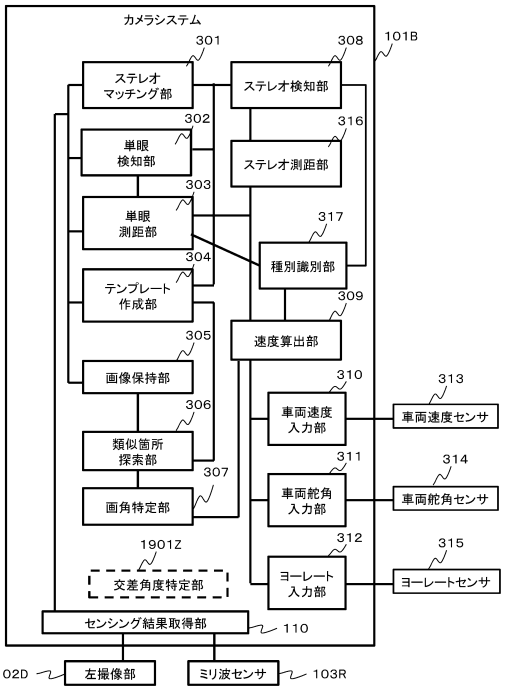 カメラシステム
101B
301
ステレオ
マッチング部
308
ステレオ検知部
302
単眼
検知部
316
ステレオ測距部
303
単眼
測距部
317
種別識別部
304
テンプレート
作成部
309
速度算出部
305
画像保持部
310
車両速度
入力部
313
車両速度センサ
306
類似箇所
探索部
307
画角特定部
311
車両舵角
入力部
314
車両舵角センサ
312
ヨーレート
入力部
315
ヨーレートセンサ
1901Z
交差角度特定部
センシング結果取得部
110
02D
左撮像部
ミリ波センサ
103R